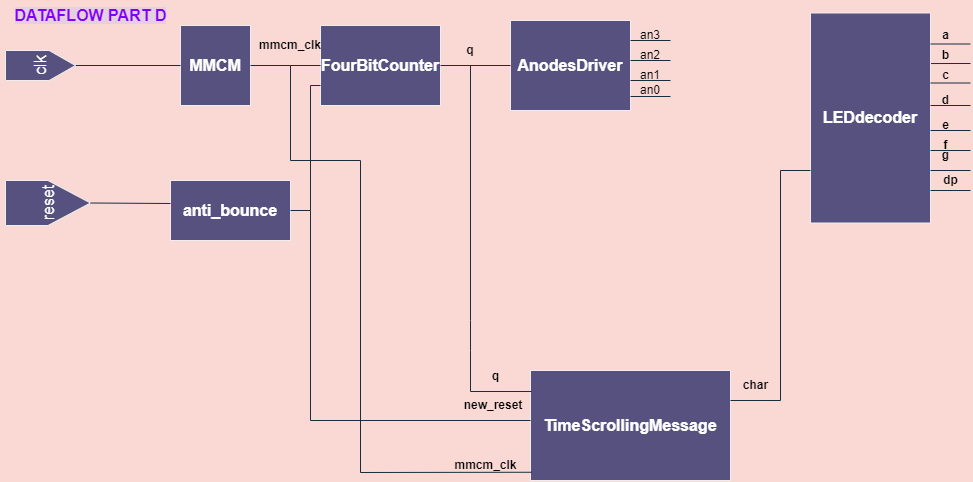 DATAFLOW PART D
clk
MMCM
mmcm_clk
FourBitCounter
q
AnodesDriver
an3
an2
an1
an0
LEDdecoder
a
b
c
d
e
f
g
dp
reset
anti_bounce
q
new_reset
mmcm_clk
TimeScrollingMessage
char